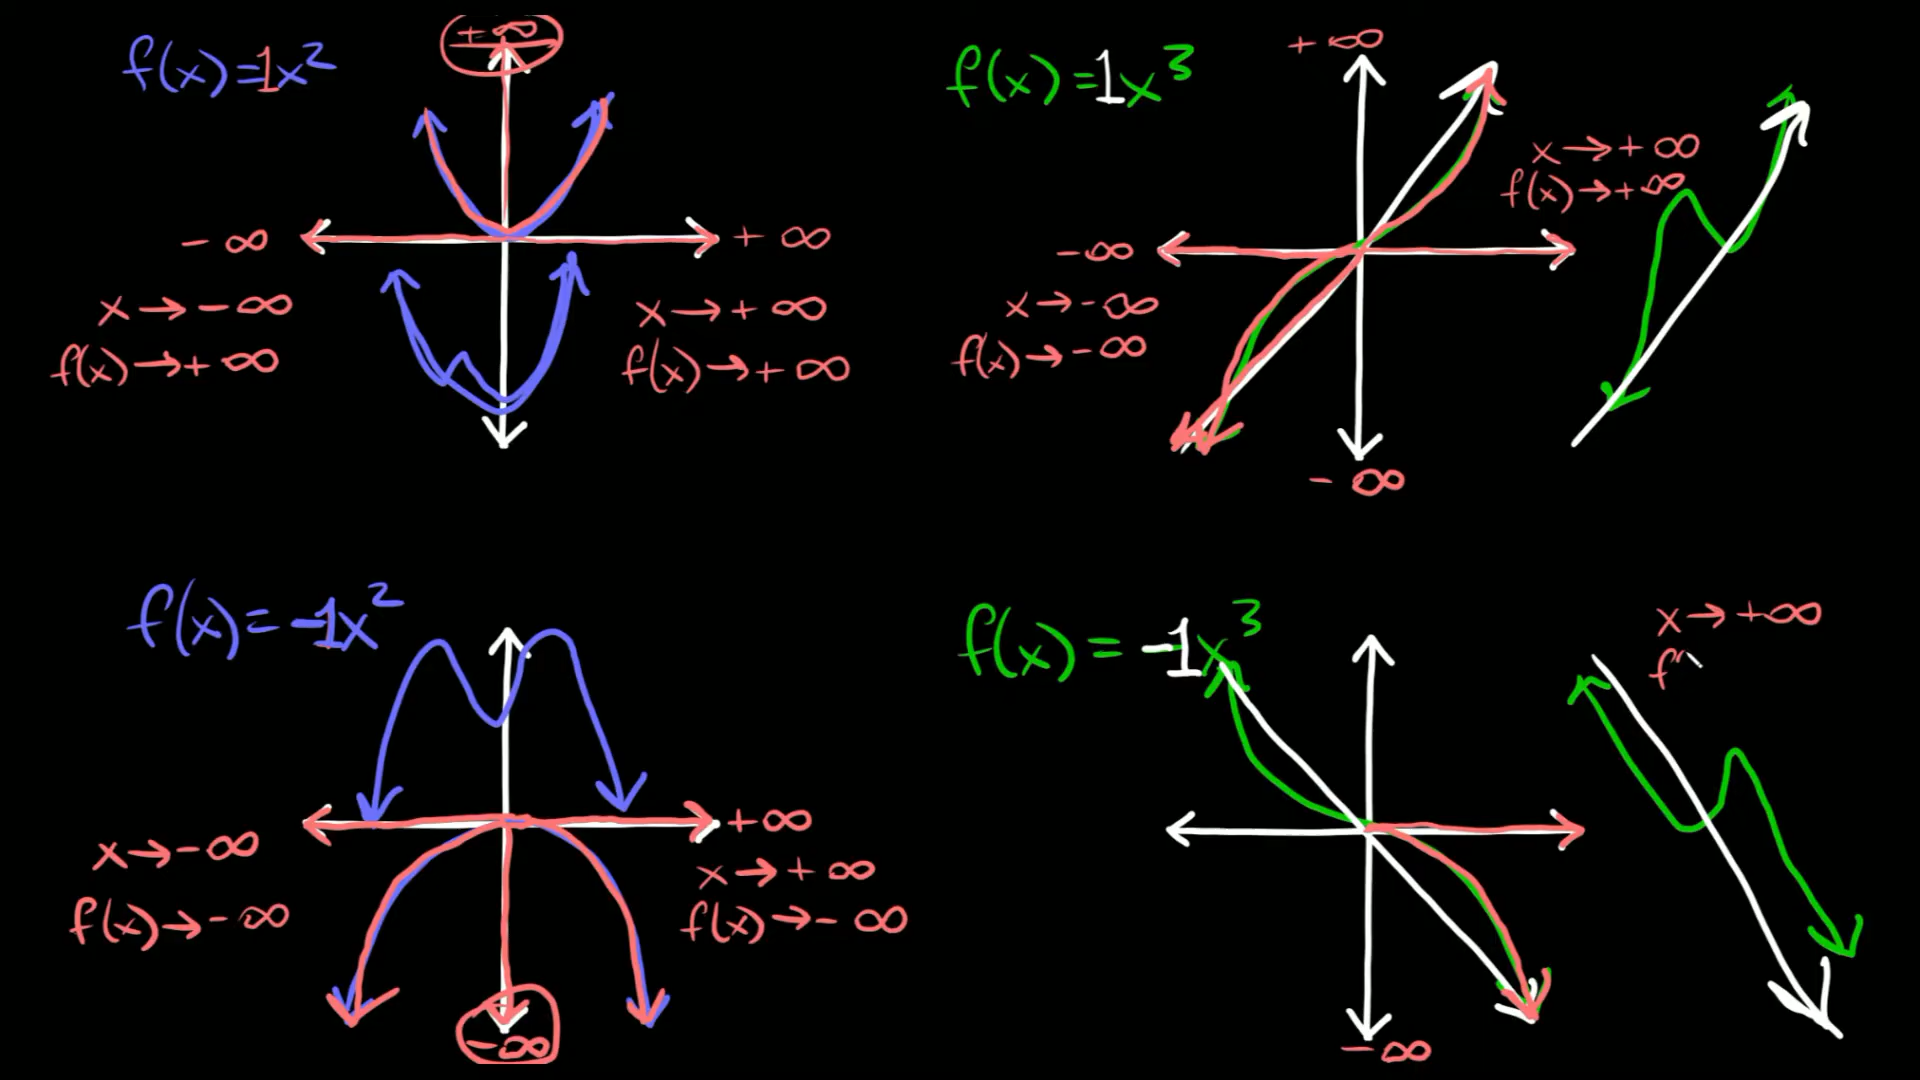 f(x)=1x²
+∞
- ∞
+ ∞
x→-∞
f(x)→+∞
x→+∞
f(x)→+∞
f(x)=1x³
+∞
x→+∞
f(x)→+∞
-∞
x→-∞
f(x)→-∞
- ∞
f(x)=-1x²
+∞
x→-∞
f(x)→-∞
x→+∞
f(x)→-∞
-∞
f(x)=-1x³
x→+∞
f
-∞